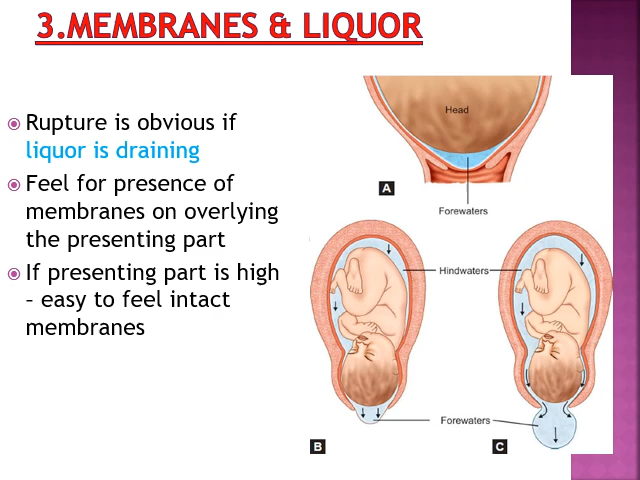 3.MEMBRANES & LIQUOR
Rupture is obvious if
liquor is draining
Feel for presence of
membranes on overlying
the presenting part
If presenting part is high
– easy to feel intact
membranes
Head
A
Forewaters
Hindwaters
Forewaters
B
C